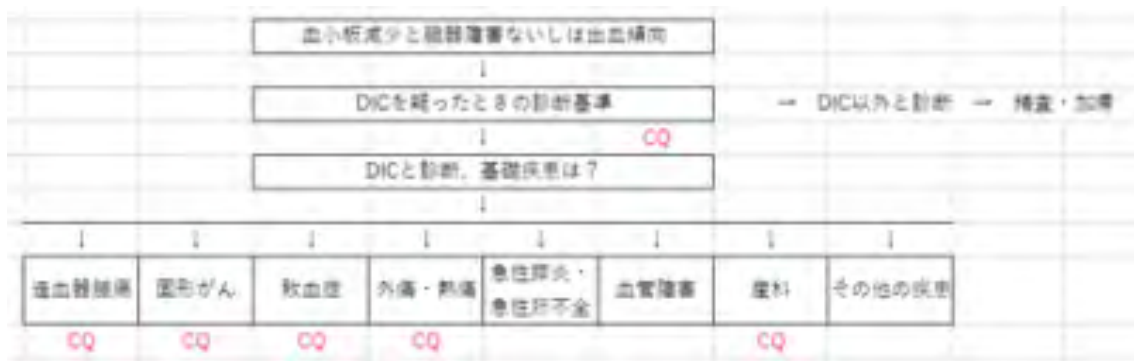 血小板減少と臓器障害ないしは出血傾向
↓
DICを疑ったときの診断基準 → DIC以外と診断 → 精査・加療
↓ CQ
DICと診断、基礎疾患は？
↓
↓ ↓ ↓ ↓ ↓ ↓ ↓ ↓
造血器腫瘍 固形がん 敗血症 外傷・熱傷 急性膵炎・ 血管障害 産科 その他の疾患
急性肝不全
CQ CQ CQ CQ CQ